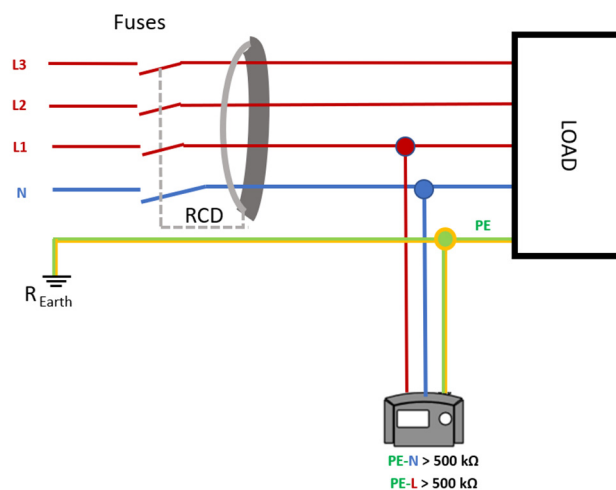 Fuses
L3
L2
L1
N
RCD
PE
LOAD
R Earth
PE-N > 500 kΩ
PE-L > 500 kΩ